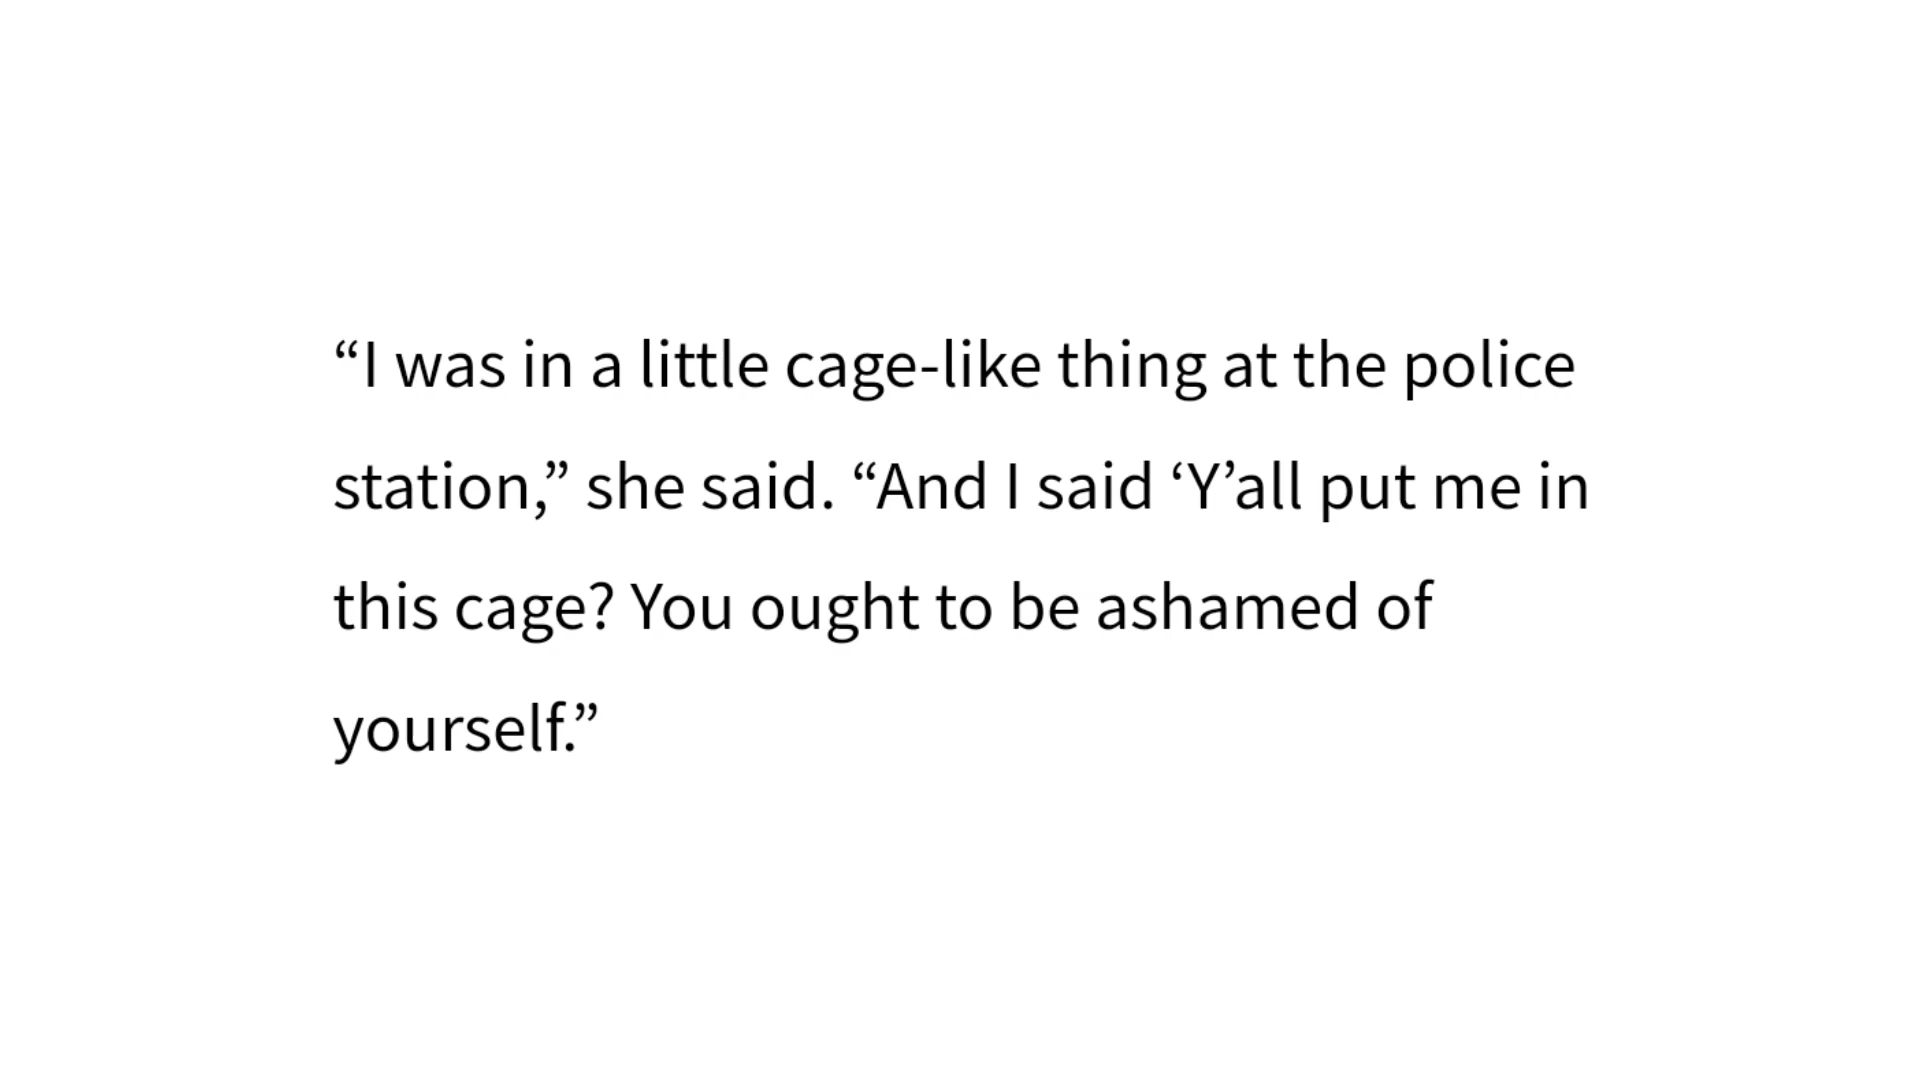 “I was in a little cage-like thing at the police
station,” she said. “And I said ‘Y’all put me in
this cage? You ought to be ashamed of
yourself.”